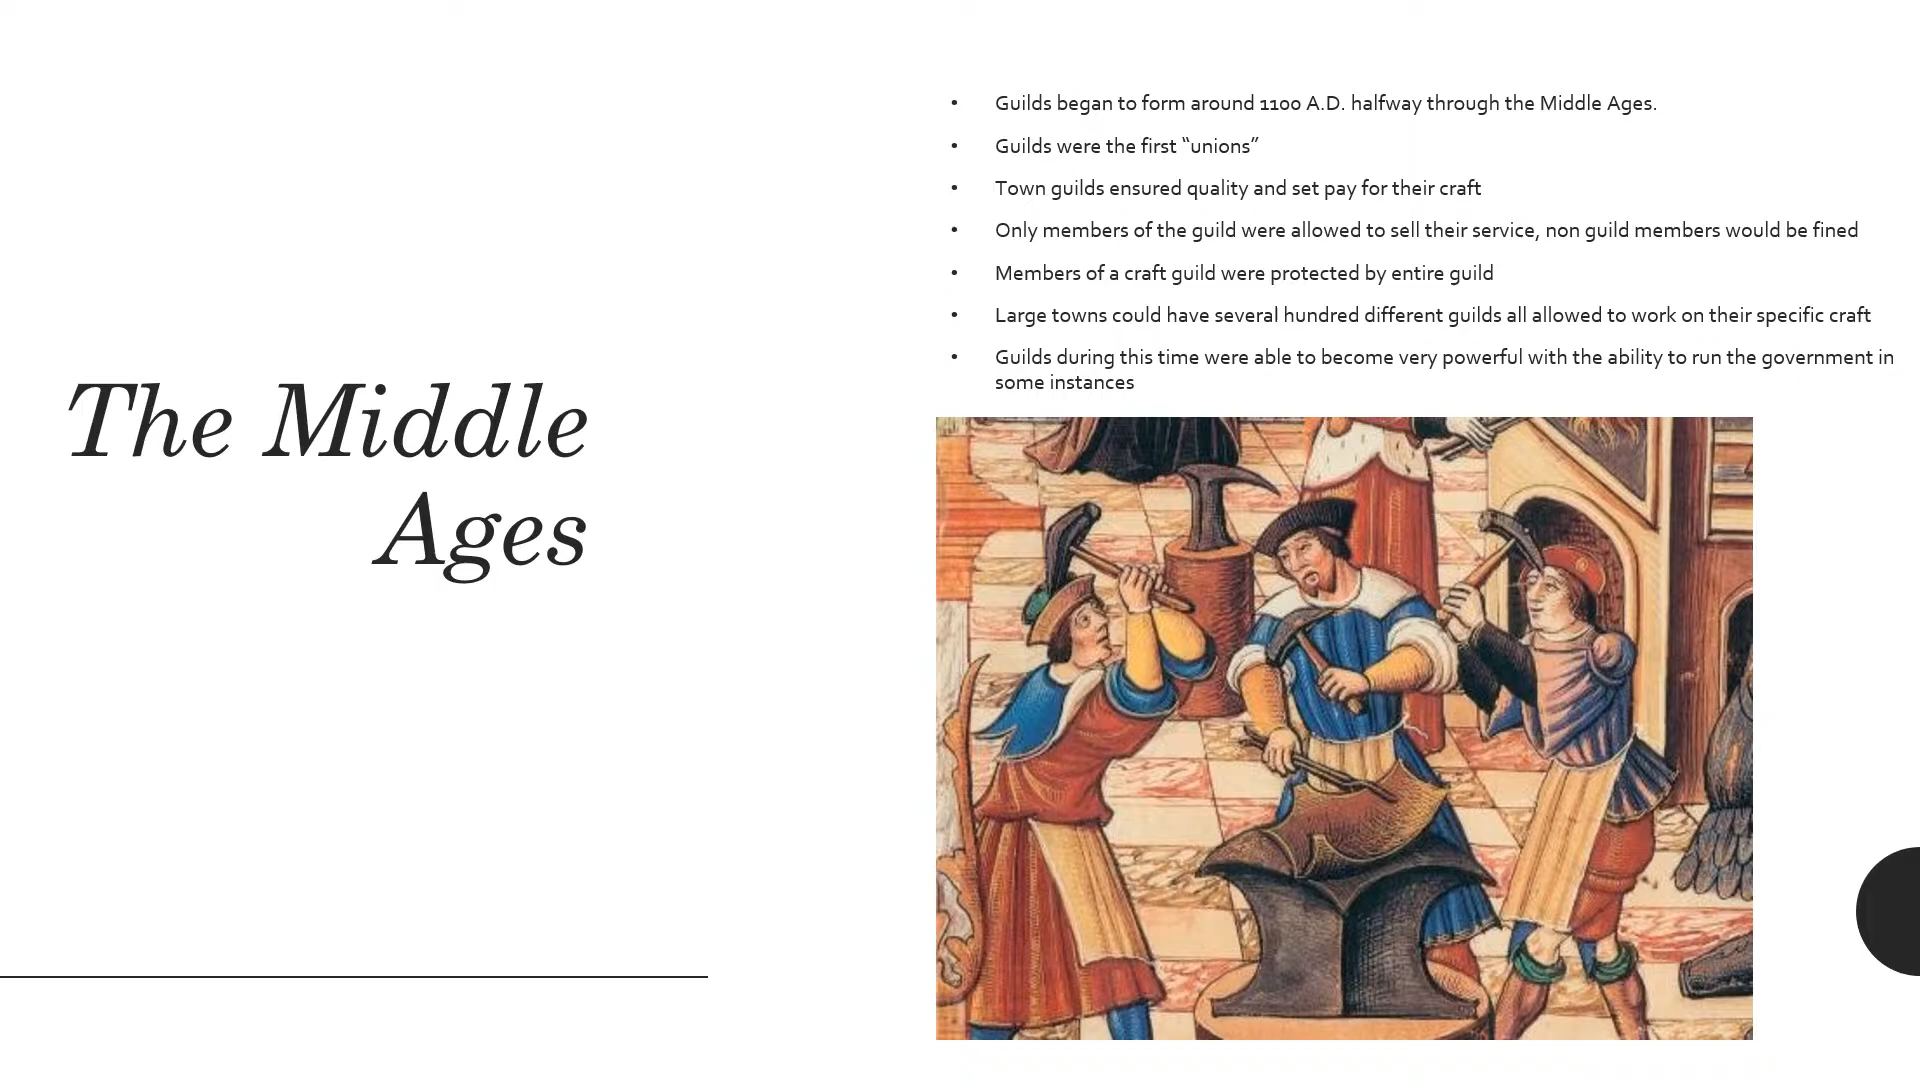 The Middle
Ages
• Guilds began to form around 1100 A.D. halfway through the Middle Ages.
• Guilds were the first “unions”
• Town guilds ensured quality and set pay for their craft
• Only members of the guild were allowed to sell their service, non guild members would be fined
• Members of a craft guild were protected by entire guild
• Large towns could have several hundred different guilds all allowed to work on their specific craft
• Guilds during this time were able to become very powerful with the ability to run the government in
some instances